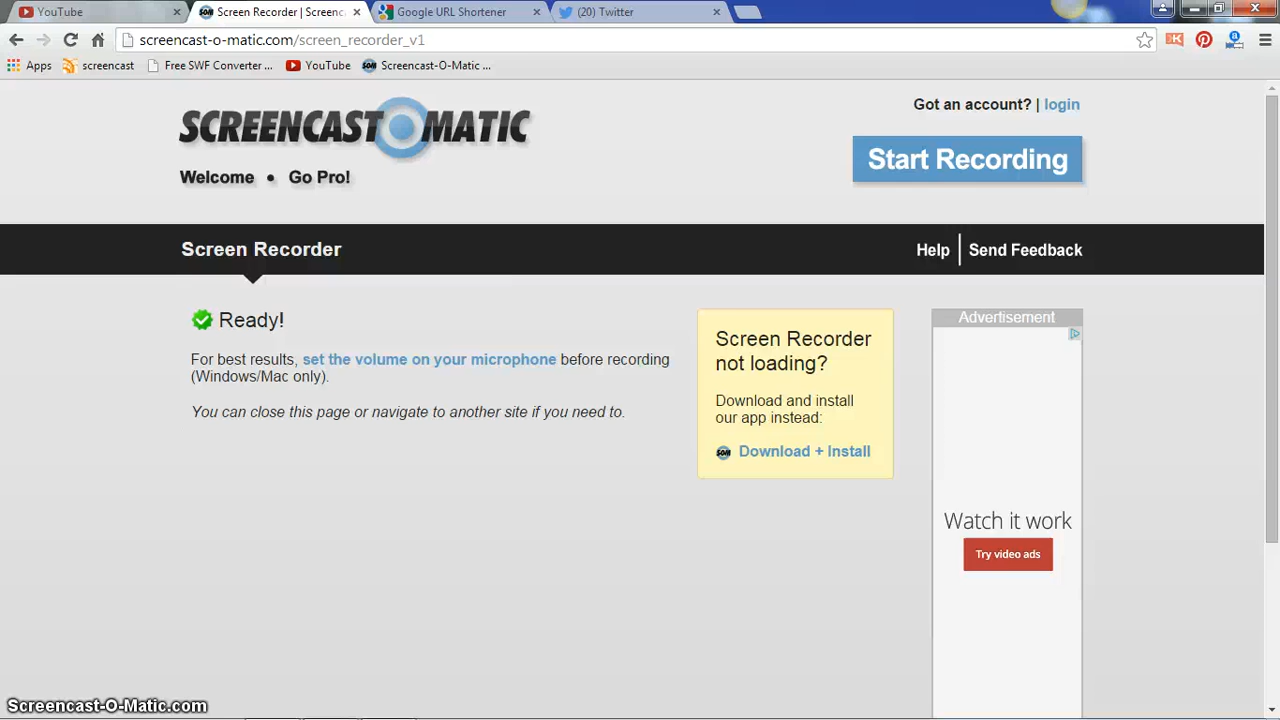 YouTube
Screen Recorder | Screenc
Google URL Shortener
(20) Twitter
screencast-o-matic.com/screen_recorder_v1
Apps
screencast
Free SWF Converter ...
YouTube
Screencast-O-Matic ...
SCREENCAST O MATIC
Got an account? | login
Start Recording
Welcome • Go Pro!
Screen Recorder
Help
Send Feedback
Ready!
For best results, set the volume on your microphone before recording
(Windows/Mac only).
You can close this page or navigate to another site if you need to.
Screen Recorder
not loading?
Download and install
our app instead:
SOM
Download + Install
Advertisement
Watch it work
Try video ads
Screencast-O-Matic.com